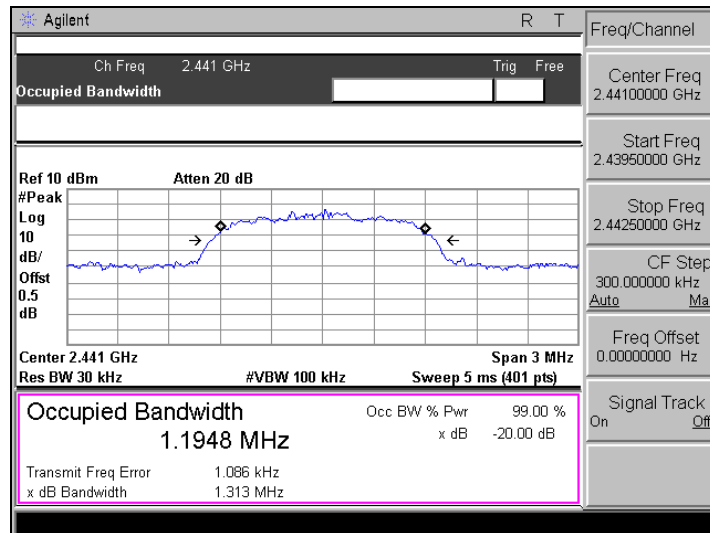 Agilent R T
Ch Freq 2.441 GHz Trig Free
Occupied Bandwidth
Ref 10 dBm Atten 20 dB
#Peak
Log
10
dB/
Offst
0.5
dB
Center 2.441 GHz Span 3 MHz
Res BW 30 kHz #VBW 100 kHz Sweep 5 ms (401 pts)
Occupied Bandwidth
1.1948 MHz
Occ BW % Pwr 99.00 %
x dB -20.00 dB
Transmit Freq Error 1.086 kHz
x dB Bandwidth 1.313 MHz
Freq/Channel
Center Freq
2.44100000 GHz
Start Freq
2.43950000 GHz
Stop Freq
2.44250000 GHz
CF Step
300.000000 kHz
Auto Ma
Freq Offset
0.00000000 Hz
Signal Track
On Off